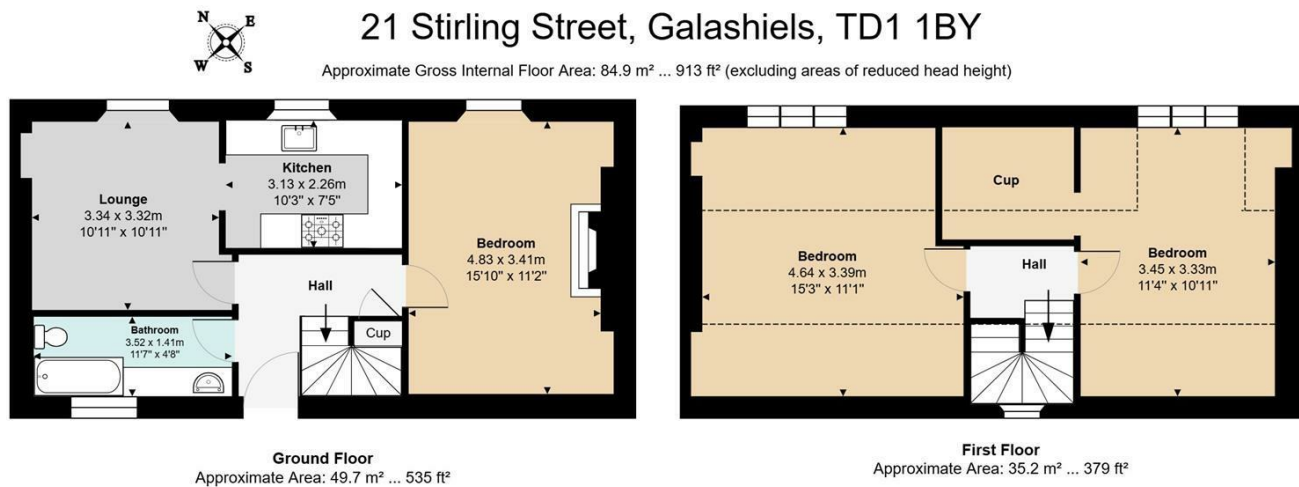 21 Stirling Street, Galashiels, TD1 1BY
N
E
W
S
Approximate Gross Internal Floor Area: 84.9 m² ... 913 ft² (excluding areas of reduced head height)
Lounge
3.34 x 3.32m
10'11" x 10'11"
Kitchen
3.13 x 2.26m
10'3" x 7'5"
Bedroom
4.83 x 3.41m
15'10" x 11'2"
Hall
Cup
Bathroom
3.52 x 1.41m
11'7" x 4'8"
Ground Floor
Approximate Area: 49.7 m² ... 535 ft²
Cup
Bedroom
4.64 x 3.39m
15'3" x 11'1"
Hall
Bedroom
3.45 x 3.33m
11'4" x 10'11"
First Floor
Approximate Area: 35.2 m² ... 379 ft²